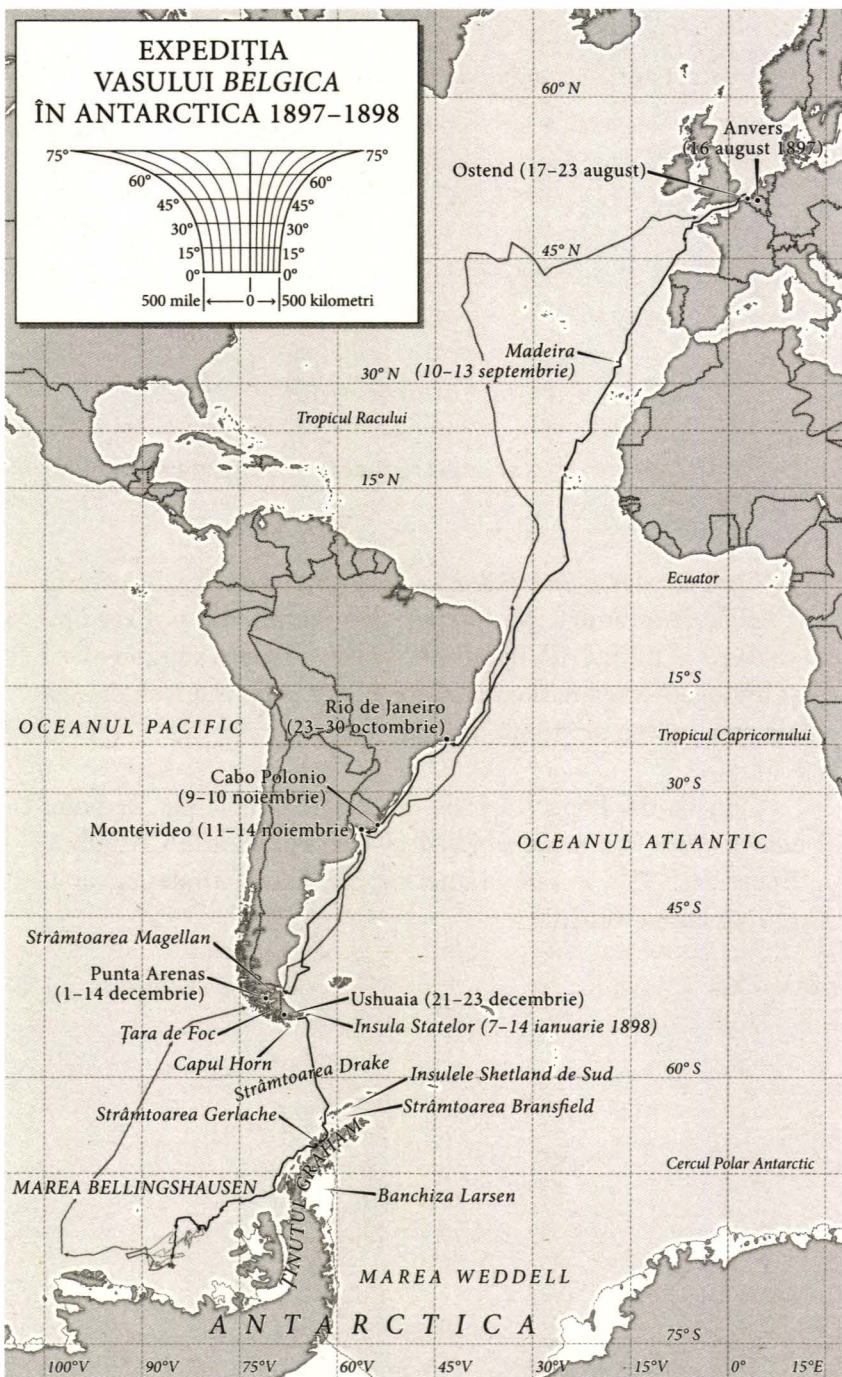 EXPEDIȚIA
VASULUI BELGICA
ÎN ANTARCTICA 1897–1898
75° 75°
60° 60°
45° 45°
30° 30°
15° 15°
0° 0°
500 mile 0 500 kilometri
60° N
Anvers
(16 august 1897)
Ostend (17–23 august)
45° N
Madeira
(10–13 septembrie)
30° N
Tropicul Racului
15° N
Ecuator
15° S
Rio de Janeiro
(23–30 octombrie)
OCEANUL PACIFIC
Tropicul Capricornului
Cabo Polonio
(9–10 noiembrie)
30° S
Montevideo (11–14 noiembrie)
OCEANUL ATLANTIC
45° S
Strâmtoarea Magellan
Punta Arenas
(1–14 decembrie)
Ushuaia (21–23 decembrie)
Țara de Foc
Insula Statelor (7–14 ianuarie 1898)
Capul Horn
Strâmtoarea Drake
60° S
Insulele Shetland de Sud
Strâmtoarea Gerlache
Strâmtoarea Bransfield
Cercul Polar Antarctic
MAREA BELLINGSHAUSEN
ȚINUTUL GRAHAM
Banchiza Larsen
MAREA WEDDELL
ANTARCTICA
75° S
100°V 90°V 75°V 60°V 45°V 30°V 15°V 0° 15°E